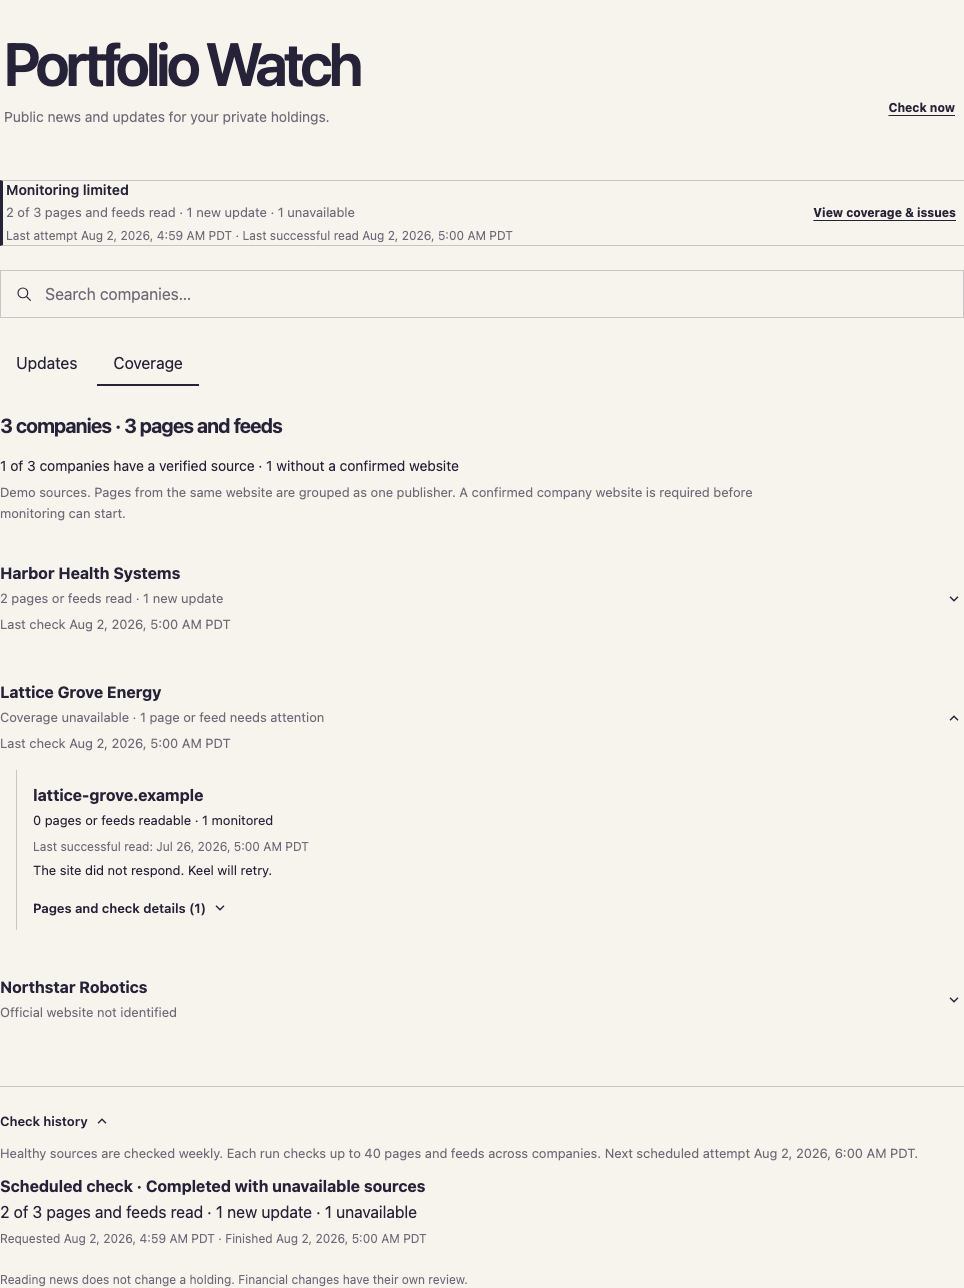 Portfolio Watch
Public news and updates for your private holdings.
Check now
Monitoring limited
2 of 3 pages and feeds read · 1 new update · 1 unavailable
View coverage & issues
Last attempt Aug 2, 2026, 4:59 AM PDT · Last successful read Aug 2, 2026, 5:00 AM PDT
Search companies...
Updates
Coverage
3 companies · 3 pages and feeds
1 of 3 companies have a verified source · 1 without a confirmed website
Demo sources. Pages from the same website are grouped as one publisher. A confirmed company website is required before
monitoring can start.
Harbor Health Systems
2 pages or feeds read · 1 new update
Last check Aug 2, 2026, 5:00 AM PDT
Lattice Grove Energy
Coverage unavailable · 1 page or feed needs attention
Last check Aug 2, 2026, 5:00 AM PDT
lattice-grove.example
0 pages or feeds readable · 1 monitored
Last successful read: Jul 26, 2026, 5:00 AM PDT
The site did not respond. Keel will retry.
Pages and check details (1)
Northstar Robotics
Official website not identified
Check history
Healthy sources are checked weekly. Each run checks up to 40 pages and feeds across companies. Next scheduled attempt Aug 2, 2026, 6:00 AM PDT.
Scheduled check · Completed with unavailable sources
2 of 3 pages and feeds read · 1 new update · 1 unavailable
Requested Aug 2, 2026, 4:59 AM PDT · Finished Aug 2, 2026, 5:00 AM PDT
Reading news does not change a holding. Financial changes have their own review.